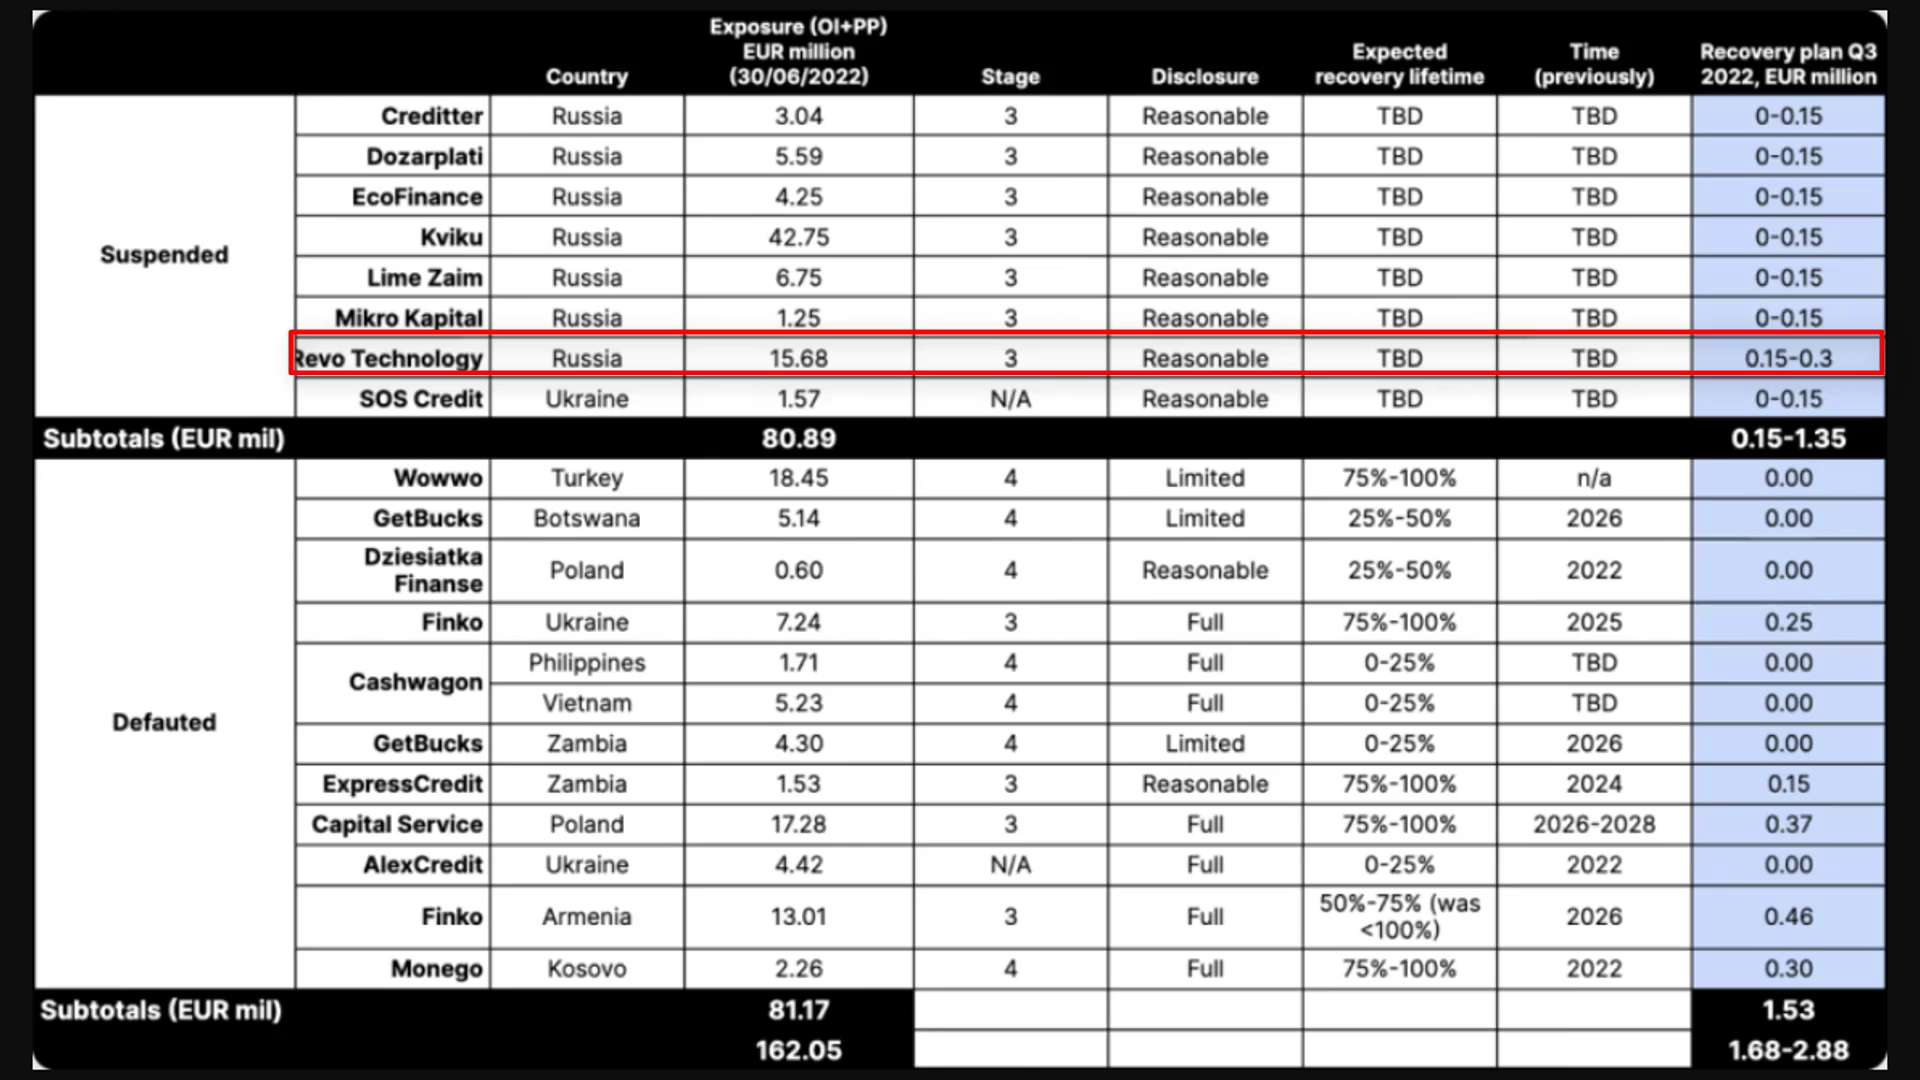 Country Exposure (OI+PP) EUR million (30/06/2022) Stage Disclosure Expected recovery lifetime Time (previously) Recovery plan Q3 2022, EUR million
Suspended
Creditter Russia 3.04 3 Reasonable TBD TBD 0-0.15
Dozarplati Russia 5.59 3 Reasonable TBD TBD 0-0.15
EcoFinance Russia 4.25 3 Reasonable TBD TBD 0-0.15
Kviku Russia 42.75 3 Reasonable TBD TBD 0-0.15
Lime Zaim Russia 6.75 3 Reasonable TBD TBD 0-0.15
Mikro Kapital Russia 1.25 3 Reasonable TBD TBD 0-0.15
Revo Technology Russia 15.68 3 Reasonable TBD TBD 0.15-0.3
SOS Credit Ukraine 1.57 N/A Reasonable TBD TBD 0-0.15
Subtotals (EUR mil) 80.89 0.15-1.35
Defauted
Wowwo Turkey 18.45 4 Limited 75%-100% n/a 0.00
GetBucks Botswana 5.14 4 Limited 25%-50% 2026 0.00
Dziesiatka Finanse Poland 0.60 4 Reasonable 25%-50% 2022 0.00
Finko Ukraine 7.24 3 Full 75%-100% 2025 0.25
Cashwagon Philippines 1.71 4 Full 0-25% TBD 0.00
Vietnam 5.23 4 Full 0-25% TBD 0.00
GetBucks Zambia 4.30 4 Limited 0-25% 2026 0.00
ExpressCredit Zambia 1.53 3 Reasonable 75%-100% 2024 0.15
Capital Service Poland 17.28 3 Full 75%-100% 2026-2028 0.37
AlexCredit Ukraine 4.42 N/A Full 0-25% 2022 0.00
Finko Armenia 13.01 3 Full 50%-75% (was <100%) 2026 0.46
Monego Kosovo 2.26 4 Full 75%-100% 2022 0.30
Subtotals (EUR mil) 81.17 1.53
162.05 1.68-2.88